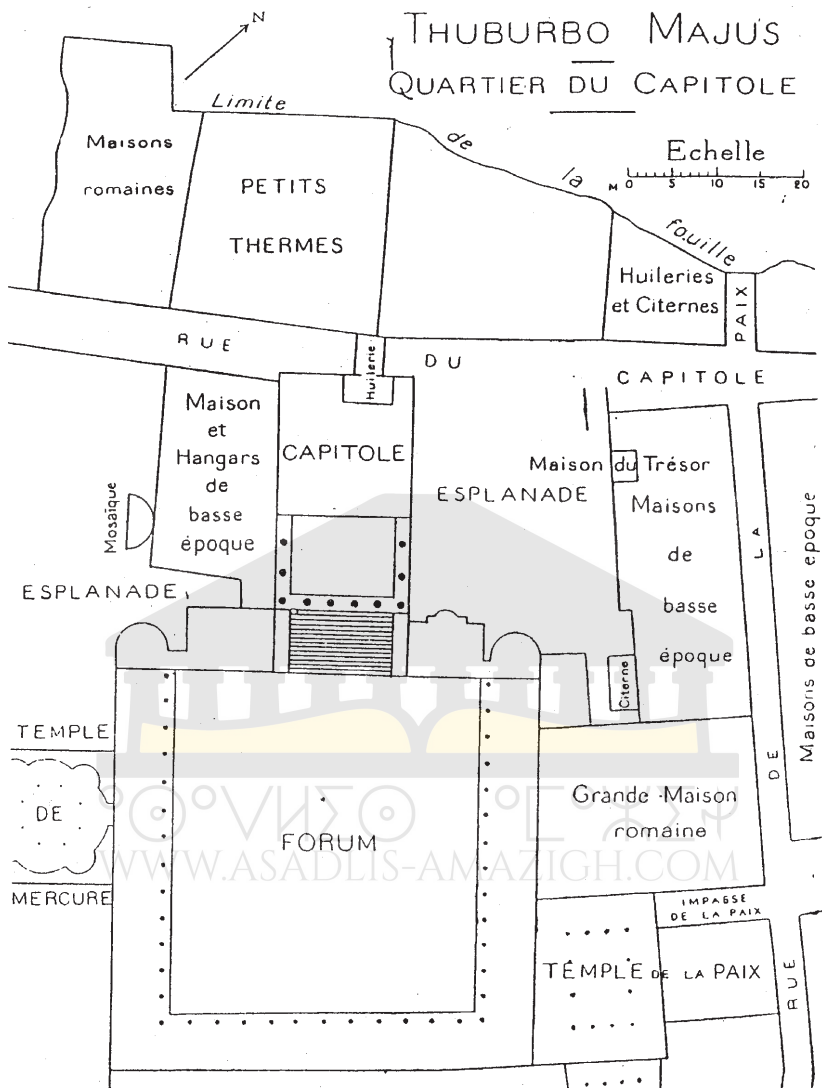 THUBURBO MAJUS
QUARTIER DU CAPITOLE
N
Limite de la fouille
Echelle
M 0 5 10 15 20
Maisons
romaines
PETITS
THERMES
Huileries
et Citernes
RUE DU CAPITOLE
Huilerie
RUE DE LA PAIX
Maison
et
Hangars
de
basse
époque
CAPITOLE
Mosaïque
ESPLANADE
Maison du Trésor
ESPLANADE
Maisons
de
basse
époque
Maisons de basse époque
Citerne
TEMPLE
DE
MERCURE
FORUM
Grande Maison
romaine
IMPASSE
DE LA PAIX
TEMPLE DE LA PAIX
WWW.ASADLIS-AMAZIGH.COM